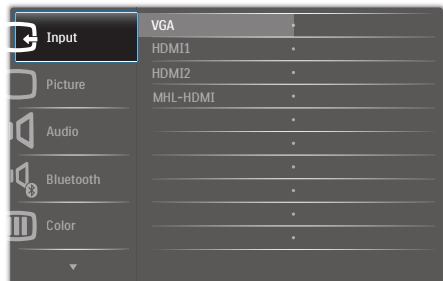 Input
Picture
Audio
Bluetooth
Color
VGA
HDMI1
HDMI2
MHL-HDMI